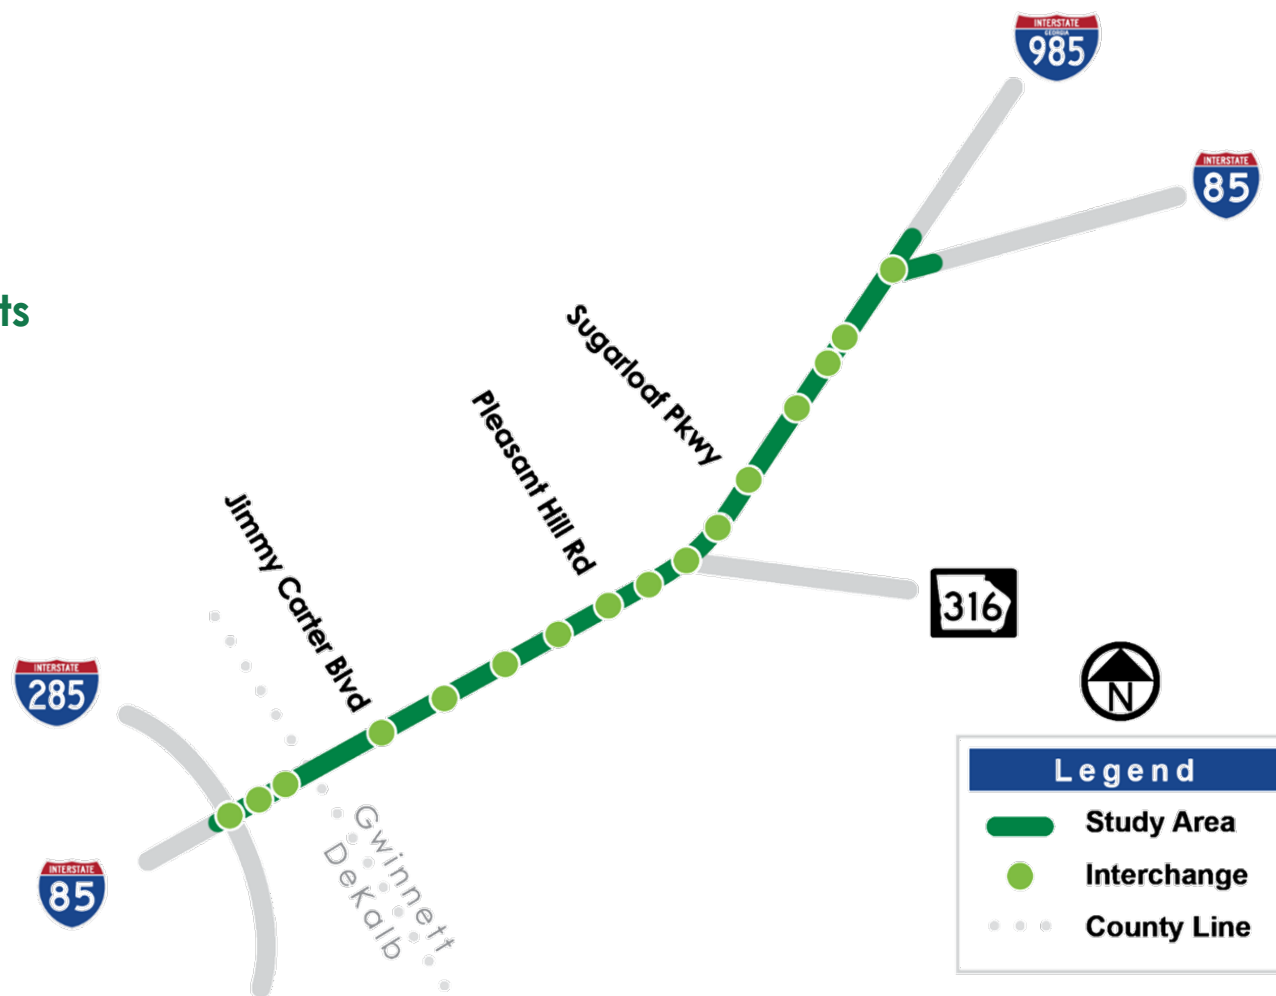 INTERSTATE
GEORGIA
985
INTERSTATE
85
ts
Sugarloaf Pkwy
Pleasant Hill Rd
Jimmy Carter Blvd
316
INTERSTATE
285
N
Legend
Study Area
Interchange
County Line
Gwinnett
DeKalb
INTERSTATE
85